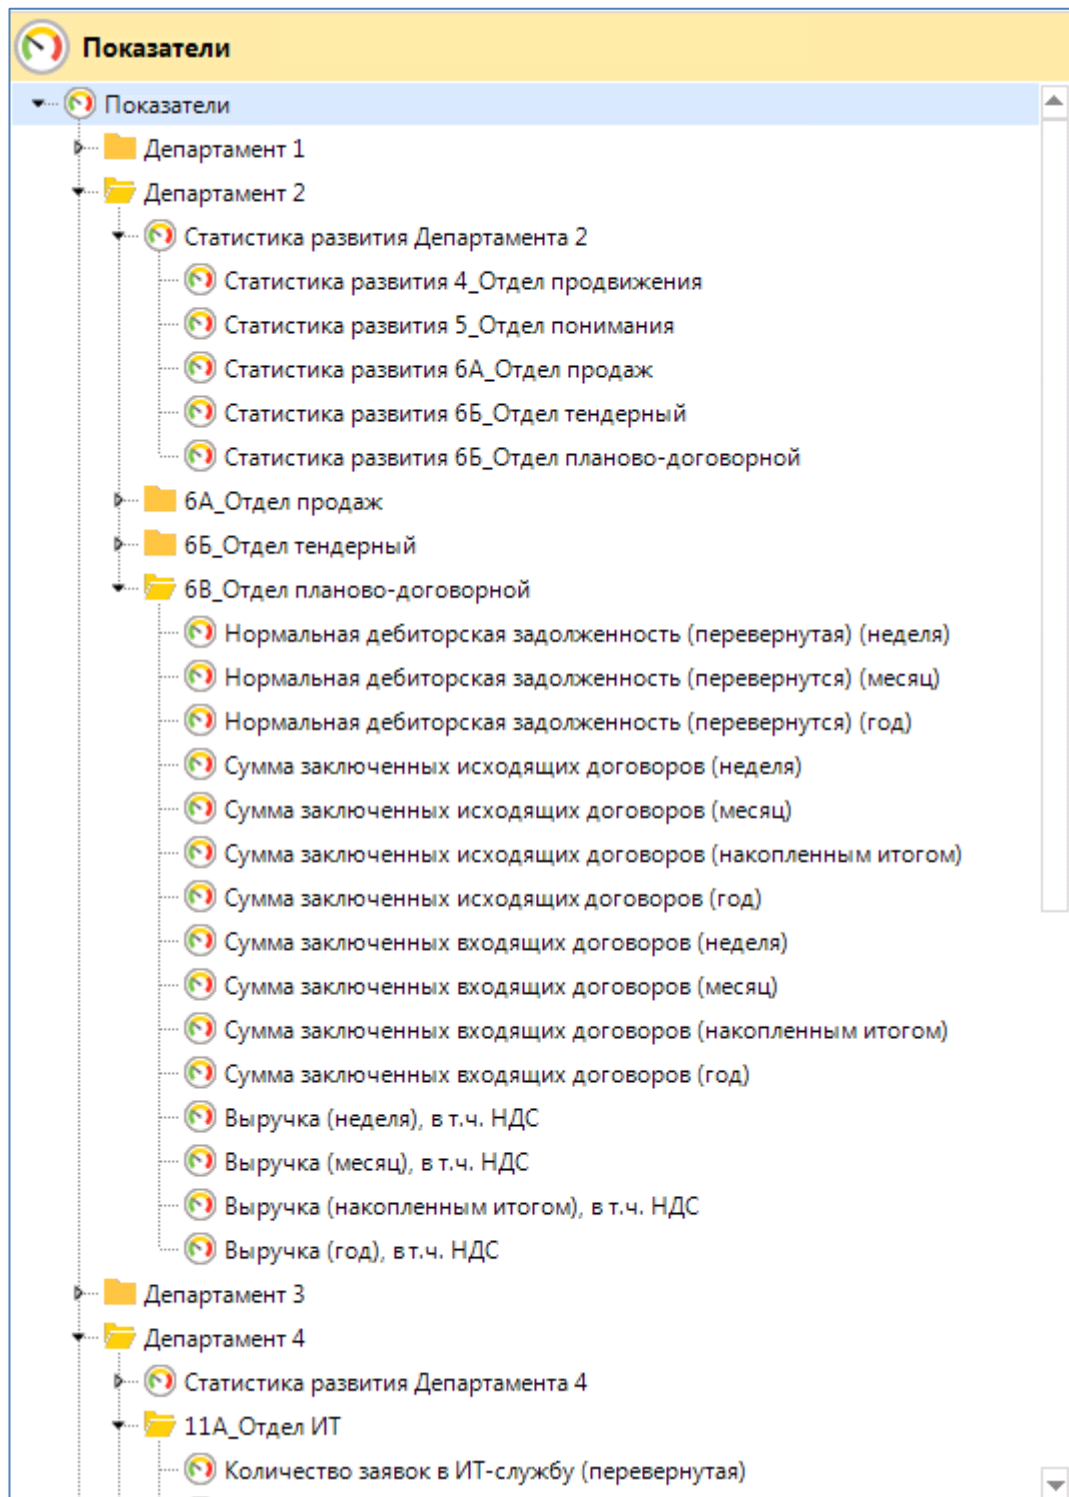 Показатели
Показатели
Департамент 1
Департамент 2
Статистика развития Департамента 2
Статистика развития 4_Отдел продвижения
Статистика развития 5_Отдел понимания
Статистика развития 6А_Отдел продаж
Статистика развития 6Б_Отдел тендерный
Статистика развития 6Б_Отдел планово-договорной
6А_Отдел продаж
6Б_Отдел тендерный
6В_Отдел планово-договорной
Нормальная дебиторская задолженность (перевернутая) (неделя)
Нормальная дебиторская задолженность (перевернутся) (месяц)
Нормальная дебиторская задолженность (перевернутся) (год)
Сумма заключенных исходящих договоров (неделя)
Сумма заключенных исходящих договоров (месяц)
Сумма заключенных исходящих договоров (накопленным итогом)
Сумма заключенных исходящих договоров (год)
Сумма заключенных входящих договоров (неделя)
Сумма заключенных входящих договоров (месяц)
Сумма заключенных входящих договоров (накопленным итогом)
Сумма заключенных входящих договоров (год)
Выручка (неделя), в т.ч. НДС
Выручка (месяц), в т.ч. НДС
Выручка (накопленным итогом), в т.ч. НДС
Выручка (год), в т.ч. НДС
Департамент 3
Департамент 4
Статистика развития Департамента 4
11А_Отдел ИТ
Количество заявок в ИТ-службу (перевернутая)